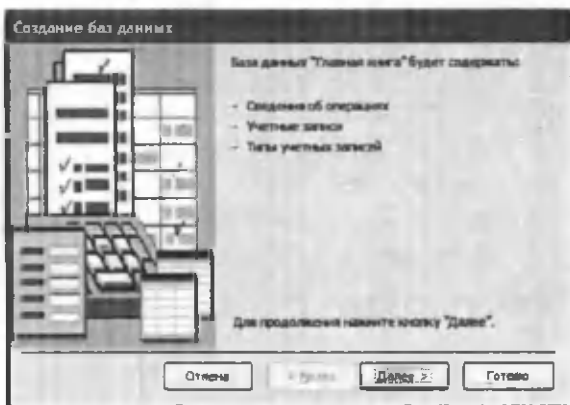 Создание баз данных
База данных "Главная книга" будет содержать:
- Сведения об операциях
- Учетные записи
- Типы учетных записей
Для продолжения нажмите кнопку "Далее".
Отмена
< Назад
Далее >
Готово